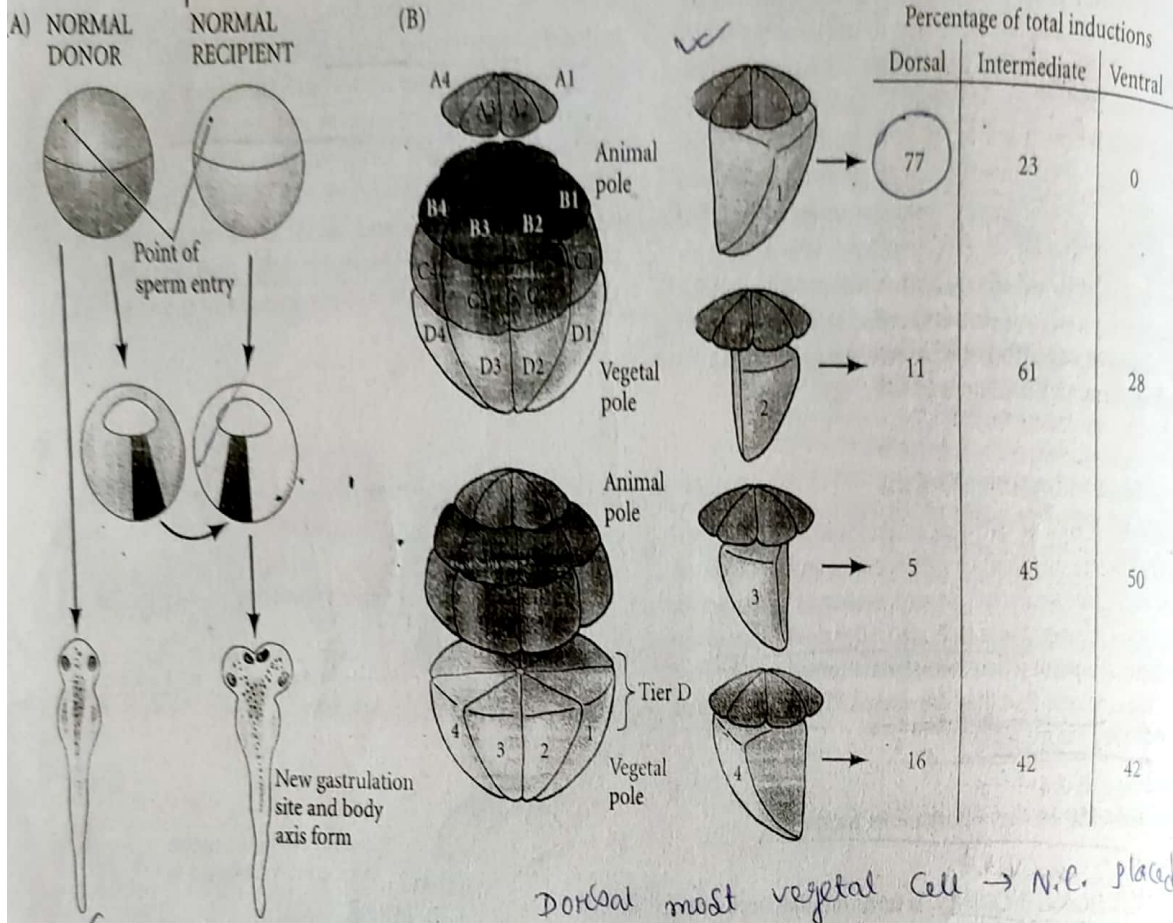 A) NORMAL DONOR
NORMAL RECIPIENT
Point of
sperm entry
New gastrulation
site and body
axis form
(B)
A4 A1
A3 A2
Animal
pole
B4 B1
B3 B2
C1
D4 D1
D3 D2
Vegetal
pole
Animal
pole
Tier D
4 3 2 1
Vegetal
pole
Percentage of total inductions
Dorsal Intermediate Ventral
1 77 23 0
2 11 61 28
3 5 45 50
4 16 42 42
Dorsoal most vegetal Cell → N.C. placed